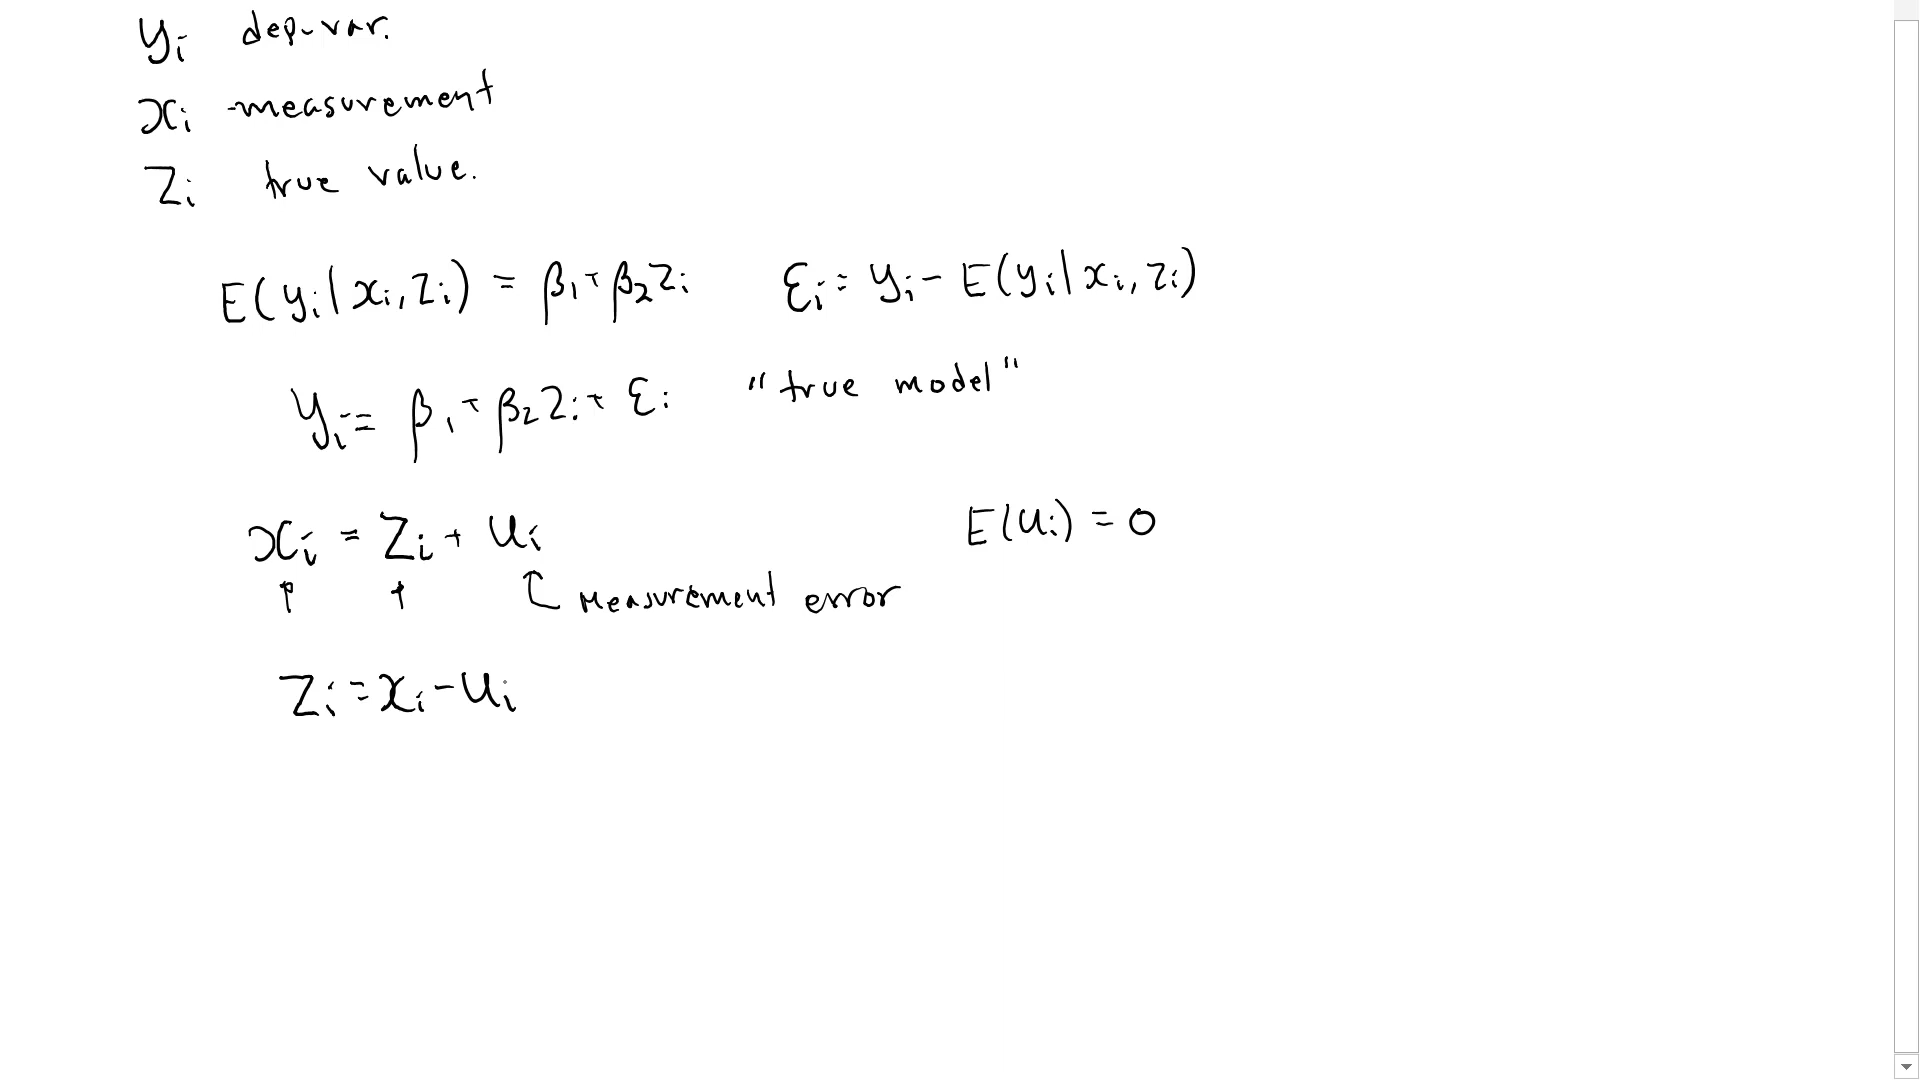 yᵢ dep. var.
xᵢ - measurement
zᵢ true value.
E(yᵢ|xᵢ, zᵢ) = β₁ + β₂zᵢ εᵢ = yᵢ - E(yᵢ|xᵢ, zᵢ)
yᵢ = β₁ + β₂zᵢ + εᵢ "true model"
xᵢ = zᵢ + uᵢ E(uᵢ) = 0
↑ ↑ ↑ measurement error
zᵢ = xᵢ - uᵢ